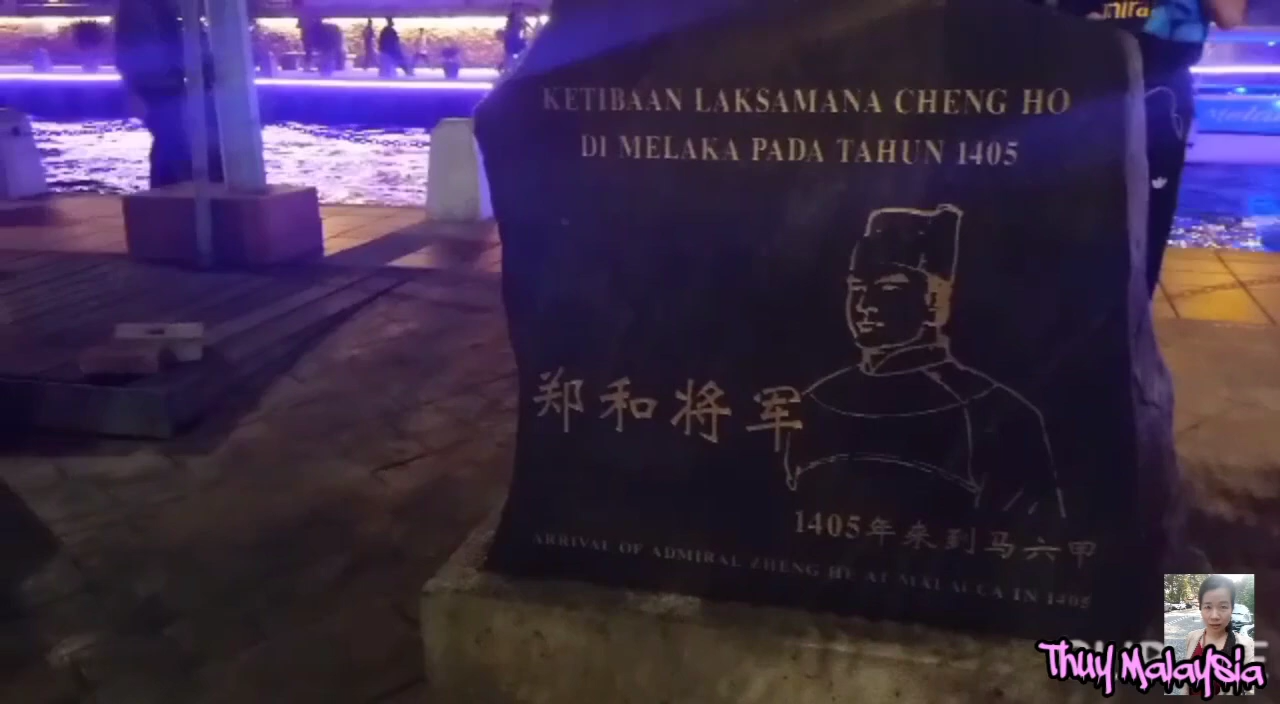 KETIBAAN LAKSAMANA CHENG HO
DI MELAKA PADA TAHUN 1405
郑和将军
1405年来到马六甲
ARRIVAL OF ADMIRAL ZHENG HE AT MALACCA IN 1405
Thuy Malaysia